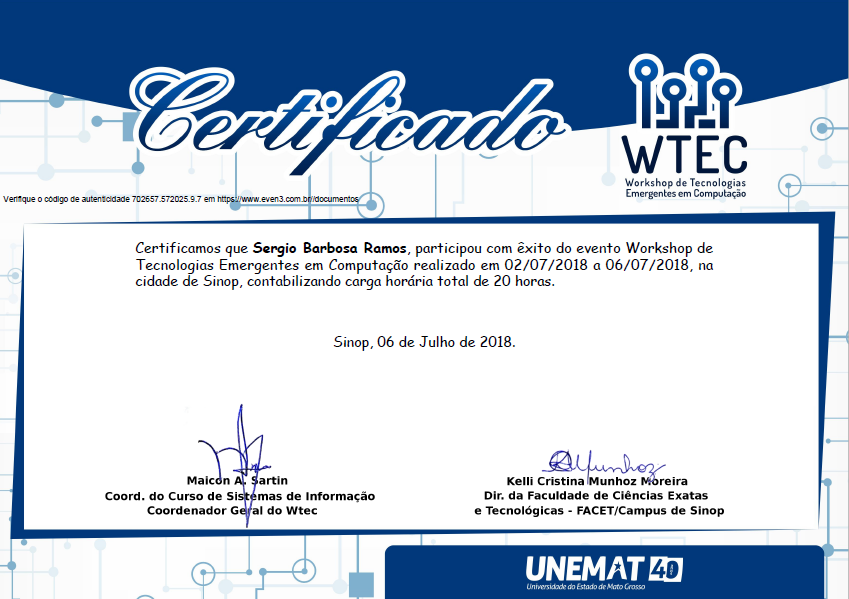 Certificado
WTEC
Workshop de Tecnologias
Emergentes em Computação
Verifique o código de autenticidade 702657.572025.9.7 em https://www.even3.com.br//documentos
Certificamos que Sergio Barbosa Ramos, participou com êxito do evento Workshop de
Tecnologias Emergentes em Computação realizado em 02/07/2018 a 06/07/2018, na
cidade de Sinop, contabilizando carga horária total de 20 horas.
Sinop, 06 de Julho de 2018.
Maicon A. Sartin
Coord. do Curso de Sistemas de Informação
Coordenador Geral do Wtec
Kelli Cristina Munhoz Moreira
Dir. da Faculdade de Ciências Exatas
e Tecnológicas - FACET/Campus de Sinop
UNEMAT 40
Universidade do Estado de Mato Grosso